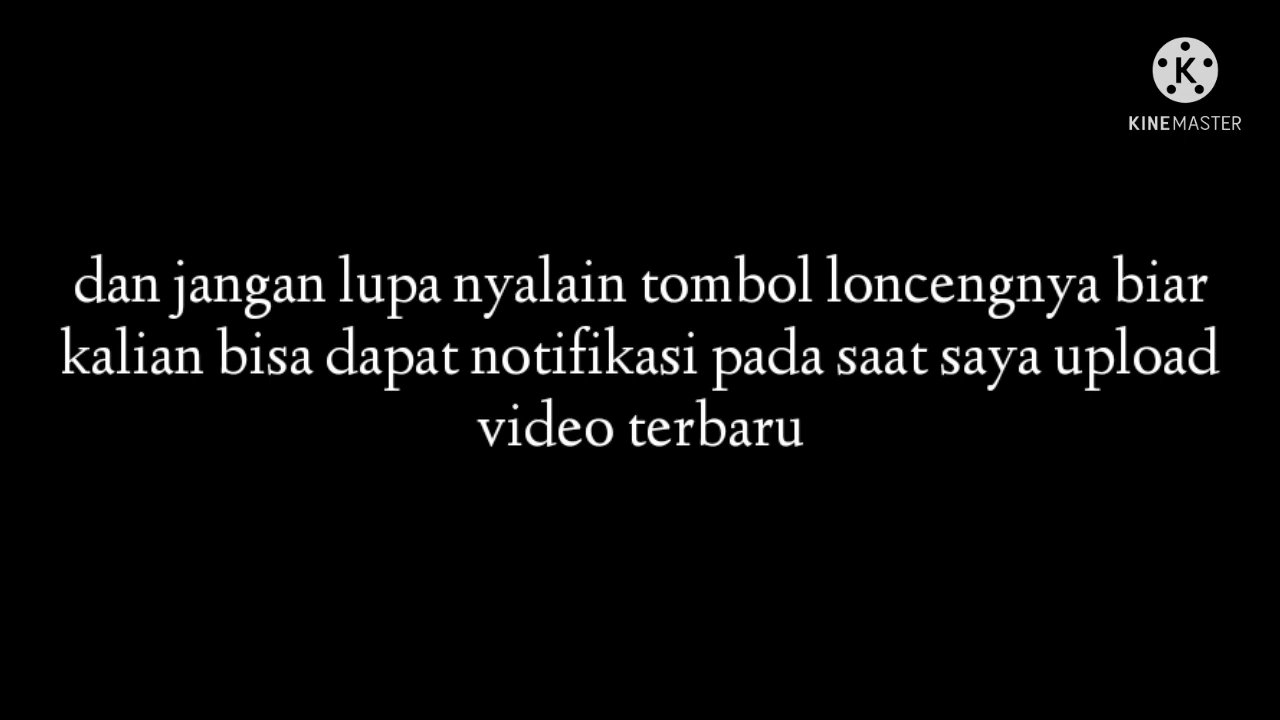 K
KINEMASTER
dan jangan lupa nyalain tombol loncengnya biar
kalian bisa dapat notifikasi pada saat saya upload
video terbaru